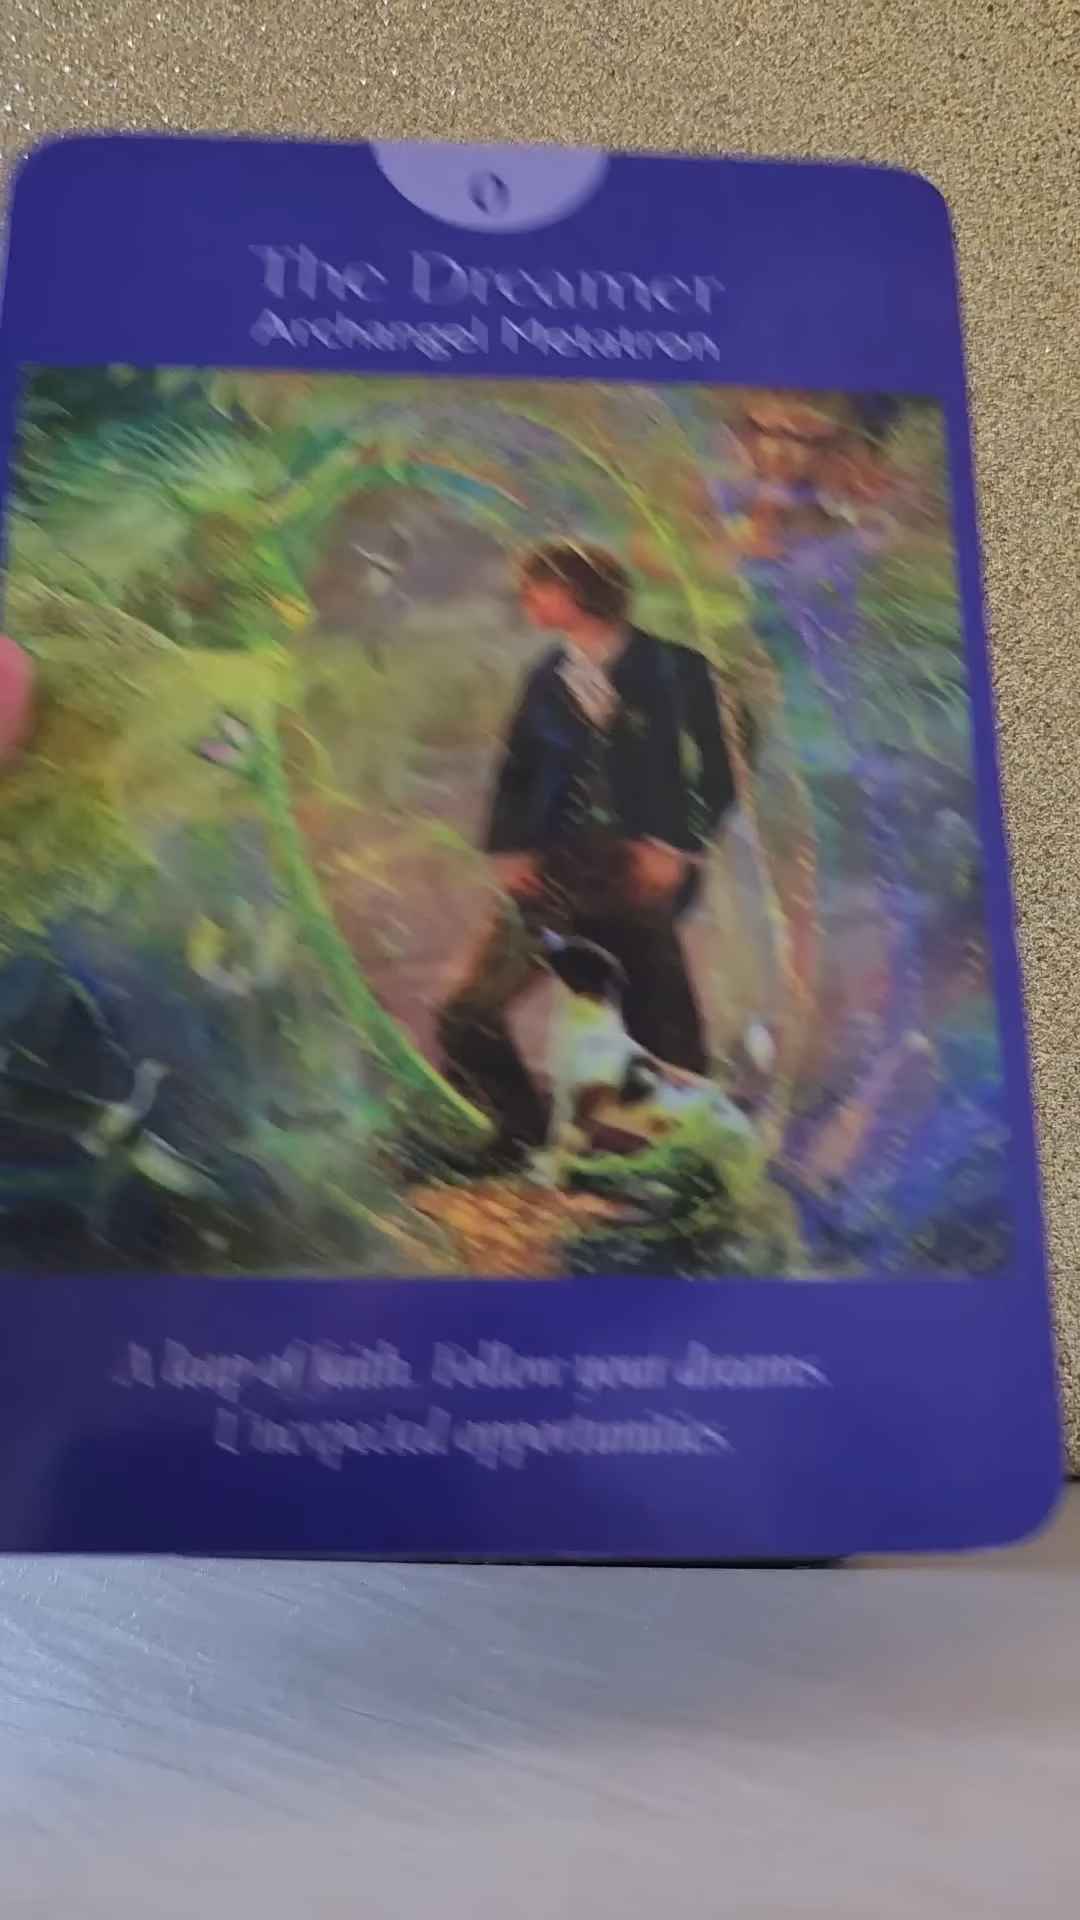 0
The Dreamer
Archangel Metatron
A leap of faith. Follow your dreams.
Unexpected opportunities.